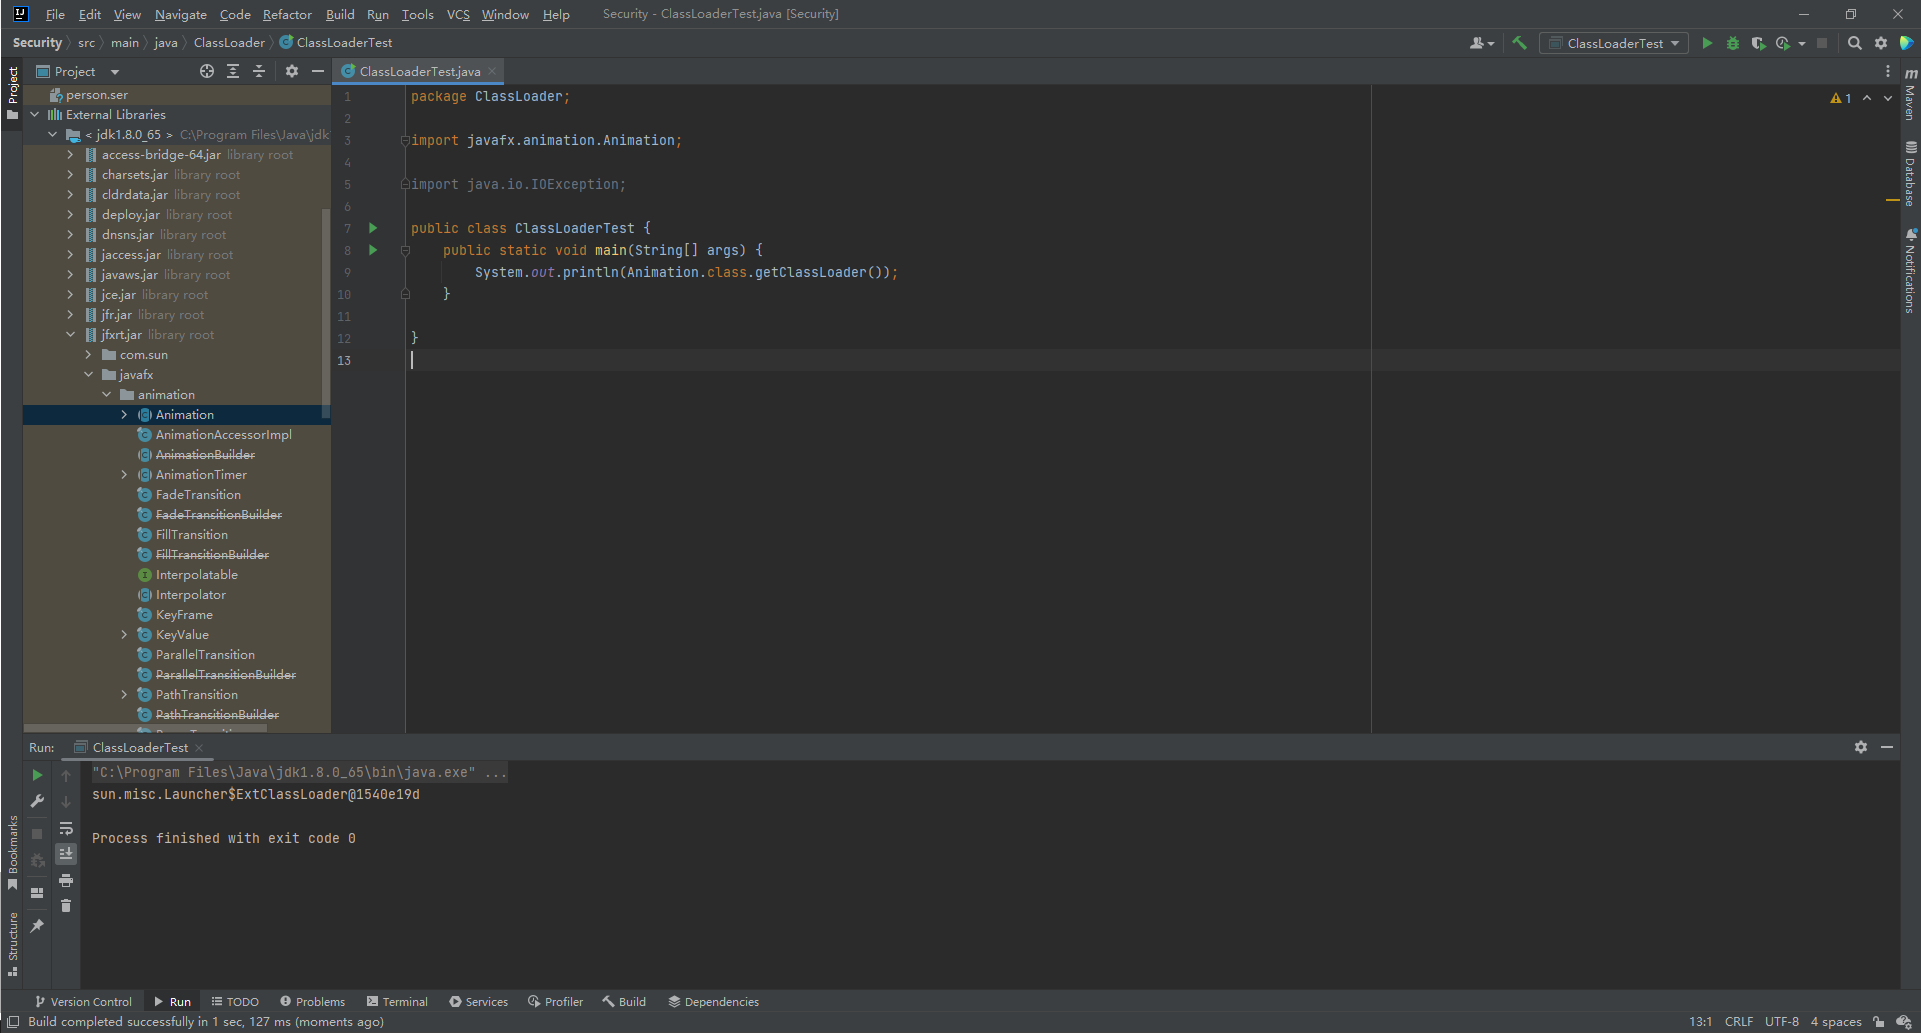 File Edit View Navigate Code Refactor Build Run Tools VCS Window Help Security - ClassLoaderTest.java [Security]
Security src main java ClassLoader ClassLoaderTest ClassLoaderTest
Project
Project
ClassLoaderTest.java
person.ser
External Libraries
< jdk1.8.0_65 > C:\Program Files\Java\jdk
access-bridge-64.jar library root
charsets.jar library root
cldrdata.jar library root
deploy.jar library root
dnsns.jar library root
jaccess.jar library root
javaws.jar library root
jce.jar library root
jfr.jar library root
jfxrt.jar library root
com.sun
javafx
animation
Animation
AnimationAccessorImpl
AnimationBuilder
AnimationTimer
FadeTransition
FadeTransitionBuilder
FillTransition
FillTransitionBuilder
Interpolatable
Interpolator
KeyFrame
KeyValue
ParallelTransition
ParallelTransitionBuilder
PathTransition
PathTransitionBuilder
1 package ClassLoader;
2
3 import javafx.animation.Animation;
4
5 import java.io.IOException;
6
7 public class ClassLoaderTest {
8 public static void main(String[] args) {
9 System.out.println(Animation.class.getClassLoader());
10 }
11
12 }
13
1
Maven
Database
Notifications
Run: ClassLoaderTest
"C:\Program Files\Java\jdk1.8.0_65\bin\java.exe" ...
sun.misc.Launcher$ExtClassLoader@1540e19d
Process finished with exit code 0
Bookmarks
Structure
Version Control Run TODO Problems Terminal Services Profiler Build Dependencies
Build completed successfully in 1 sec, 127 ms (moments ago) 13:1 CRLF UTF-8 4 spaces